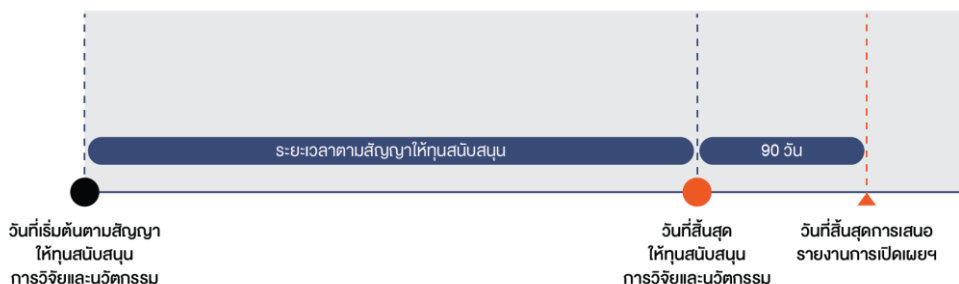 ระยะเวลาตามสัญญาให้ทุนสนับสนุน
90 วัน
วันที่เริ่มต้นตามสัญญา
ให้ทุนสนับสนุน
การวิจัยและนวัตกรรม
วันที่สิ้นสุด
ให้ทุนสนับสนุน
การวิจัยและนวัตกรรม
วันที่สิ้นสุดการเสนอ
รายงานการเปิดเผยฯ